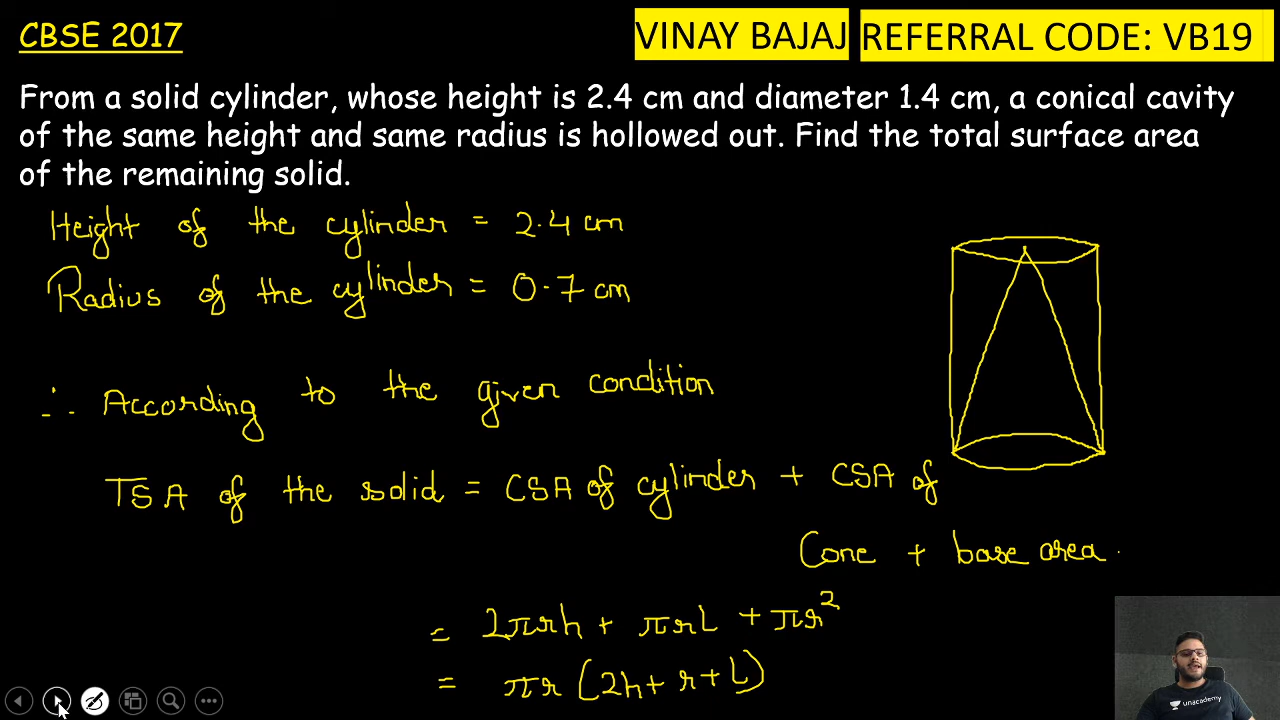 CBSE 2017
VINAY BAJAJ
REFERRAL CODE: VB19
From a solid cylinder, whose height is 2.4 cm and diameter 1.4 cm, a conical cavity
of the same height and same radius is hollowed out. Find the total surface area
of the remaining solid.
Height of the cylinder = 2.4 cm
Radius of the cylinder = 0.7 cm
∴ According to the given condition
TSA of the solid = CSA of cylinder + CSA of
Cone + base area.
= 2πrh + πrL + πr²
= πr (2h + r + L)
unacademy